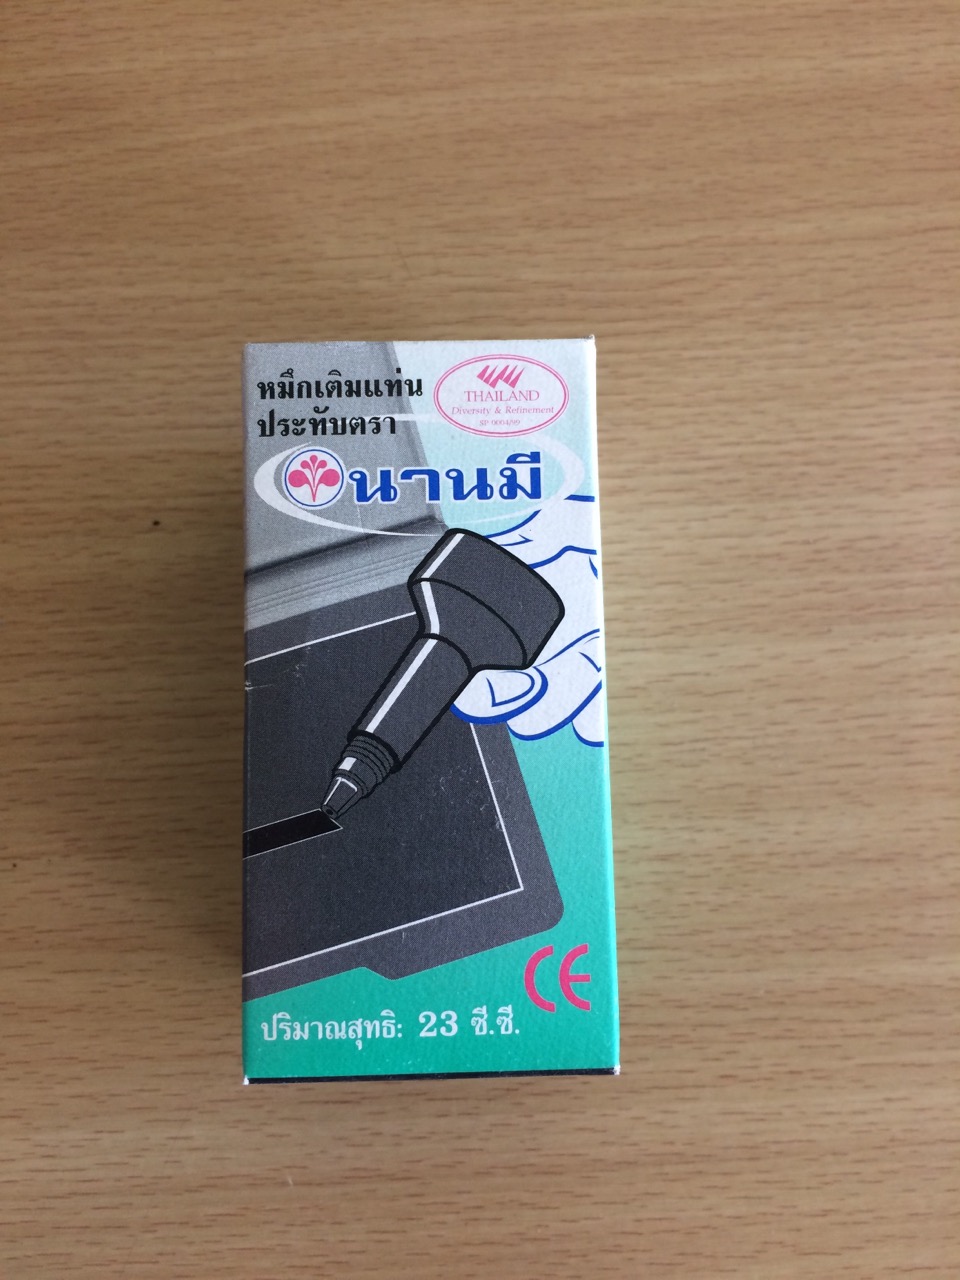 หมึกเติมแท่น
ประทับตรา
THAILAND
Diversity & Refinement
นานมี
CE
ปริมาณสุทธิ: 23 ซี.ซี.